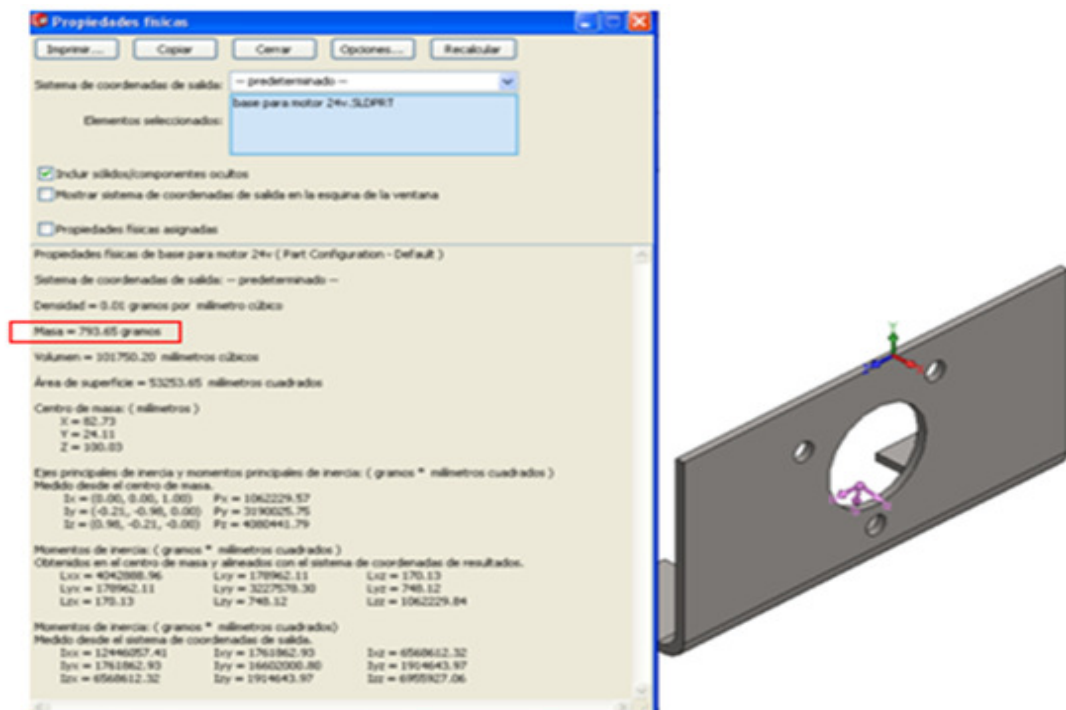 Propiedades físicas
Imprimir... Copiar Cerrar Opciones... Recalcular
Sistema de coordenadas de salida: -- predeterminado --
Elementos seleccionados: base para motor 24v.SLDPRT
Incluir sólidos/componentes ocultos
Mostrar sistema de coordenadas de salida en la esquina de la ventana
Propiedades físicas asignadas
Propiedades físicas de base para motor 24v ( Part Configuration - Default )
Sistema de coordenadas de salida: -- predeterminado --
Densidad = 0.01 gramos por milímetro cúbico
Masa = 793.65 gramos
Volumen = 101750.20 milímetros cúbicos
Área de superficie = 53253.65 milímetros cuadrados
Centro de masa: ( milímetros )
X = 82.73
Y = 24.11
Z = 100.03
Ejes principales de inercia y momentos principales de inercia: ( gramos * milímetros cuadrados )
Medido desde el centro de masa.
Ix = (0.00, 0.00, 1.00) Px = 1062229.57
Iy = (-0.21, -0.98, 0.00) Py = 3190025.75
Iz = (0.98, -0.21, -0.00) Pz = 4080441.79
Momentos de inercia: ( gramos * milímetros cuadrados )
Obtenidos en el centro de masa y alineados con el sistema de coordenadas de resultados.
Lxx = 4042888.96 Lxy = 178962.11 Lxz = 170.13
Lyx = 178962.11 Lyy = 3227578.30 Lyz = 748.12
Lzx = 170.13 Lzy = 748.12 Lzz = 1062229.84
Momentos de inercia: ( gramos * milímetros cuadrados)
Medido desde el sistema de coordenadas de salida.
Ixx = 12446057.41 Ixy = 1761862.93 Ixz = 6568612.32
Iyx = 1761862.93 Iyy = 16602000.80 Iyz = 1914643.97
Izx = 6568612.32 Izy = 1914643.97 Izz = 6955927.06